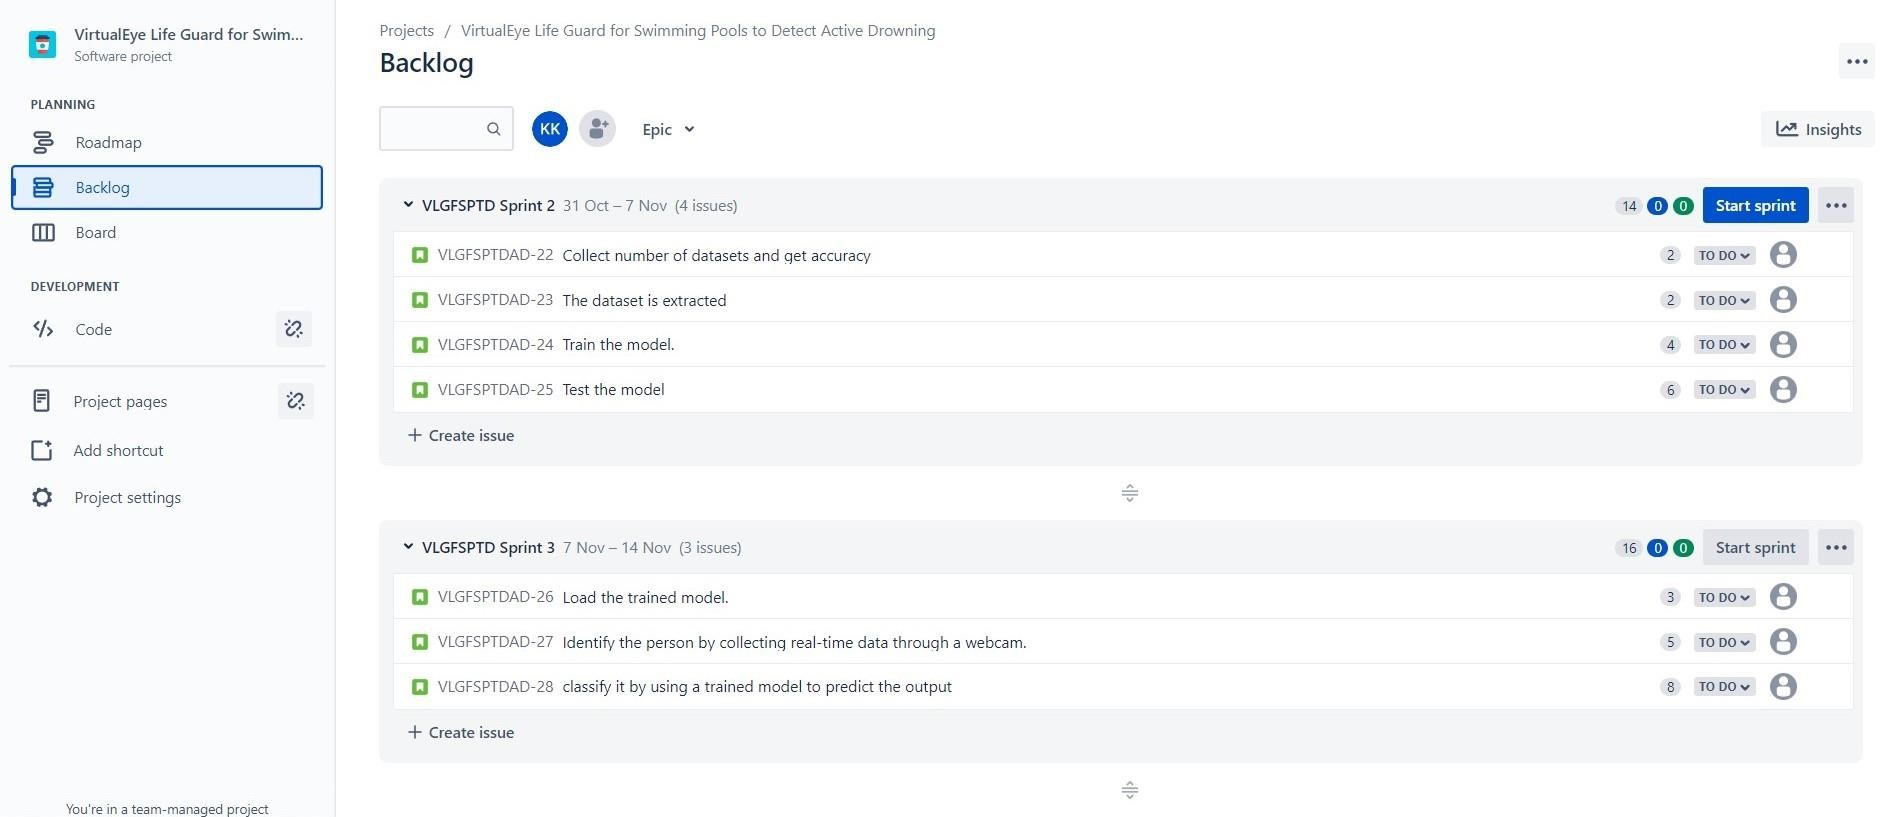 VirtualEye Life Guard for Swim...
Software project
PLANNING
Roadmap
Backlog
Board
DEVELOPMENT
Code
Project pages
Add shortcut
Project settings
You're in a team-managed project
Projects / VirtualEye Life Guard for Swimming Pools to Detect Active Drowning
Backlog
KK Epic
Insights
VLGFSPTD Sprint 2 31 Oct – 7 Nov (4 issues) 14 0 0 Start sprint
VLGFSPTDAD-22 Collect number of datasets and get accuracy 2 TO DO
VLGFSPTDAD-23 The dataset is extracted 2 TO DO
VLGFSPTDAD-24 Train the model. 4 TO DO
VLGFSPTDAD-25 Test the model 6 TO DO
+ Create issue
VLGFSPTD Sprint 3 7 Nov – 14 Nov (3 issues) 16 0 0 Start sprint
VLGFSPTDAD-26 Load the trained model. 3 TO DO
VLGFSPTDAD-27 Identify the person by collecting real-time data through a webcam. 5 TO DO
VLGFSPTDAD-28 classify it by using a trained model to predict the output 8 TO DO
+ Create issue